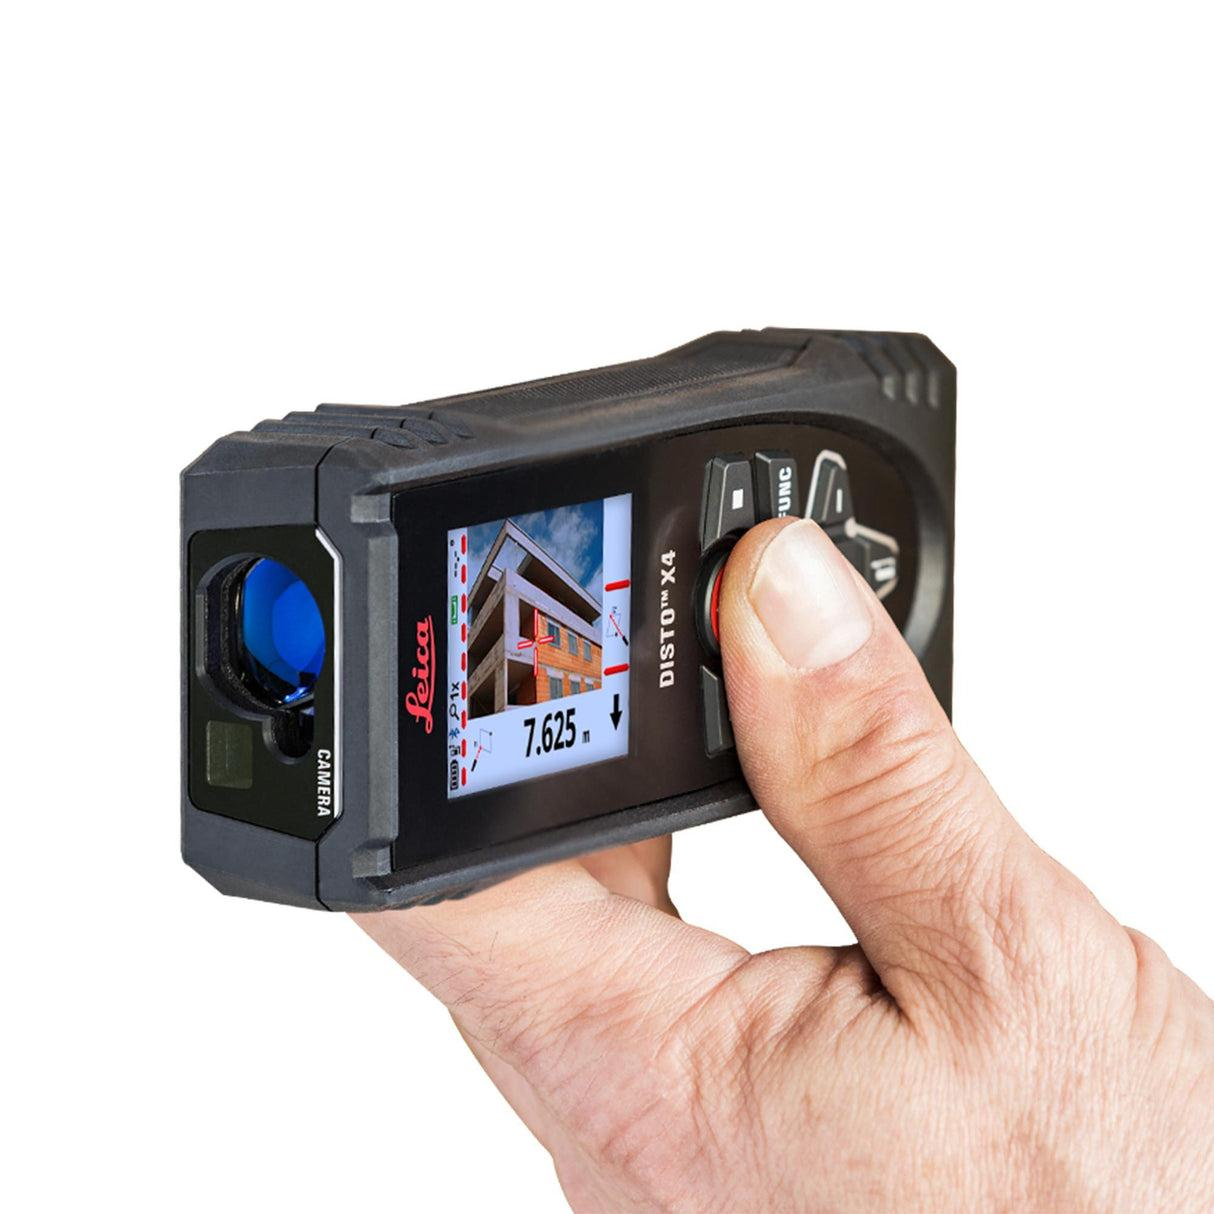 Leica
1x
7.625 m
DISTO™ X4
FUNC
CAMERA